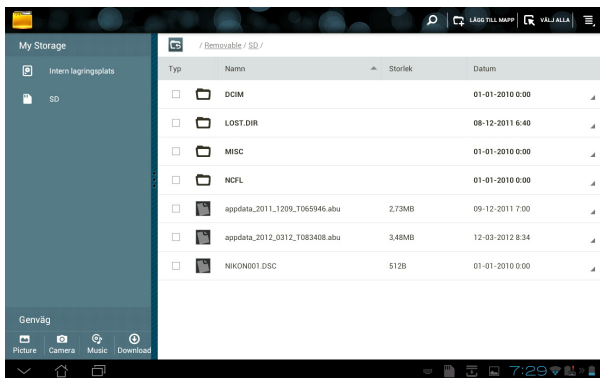 LÄGG TILL MAPP VÄLJ ALLA
My Storage
Intern lagringsplats
SD
/ Removable / SD /
Typ Namn Storlek Datum
DCIM 01-01-2010 0:00
LOST.DIR 08-12-2011 6:40
MISC 01-01-2010 0:00
NCFL 01-01-2010 0:00
appdata_2011_1209_T065946.abu 2,73MB 09-12-2011 7:00
appdata_2012_0312_T083408.abu 3,48MB 12-03-2012 8:34
NIKON001.DSC 512B 01-01-2010 0:00
Genväg
Picture Camera Music Download
7:29